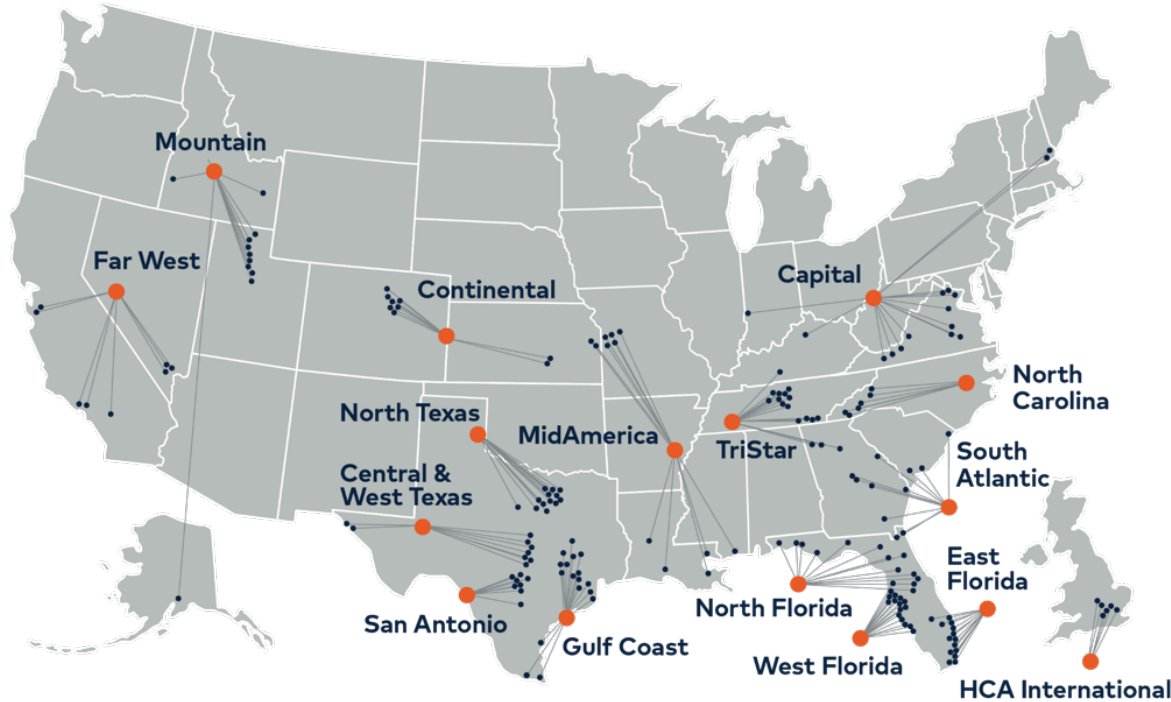 Mountain
Far West
Continental
Capital
North
Carolina
North Texas
MidAmerica
TriStar
South
Atlantic
Central &
West Texas
East
Florida
North Florida
San Antonio
Gulf Coast
West Florida
HCA International